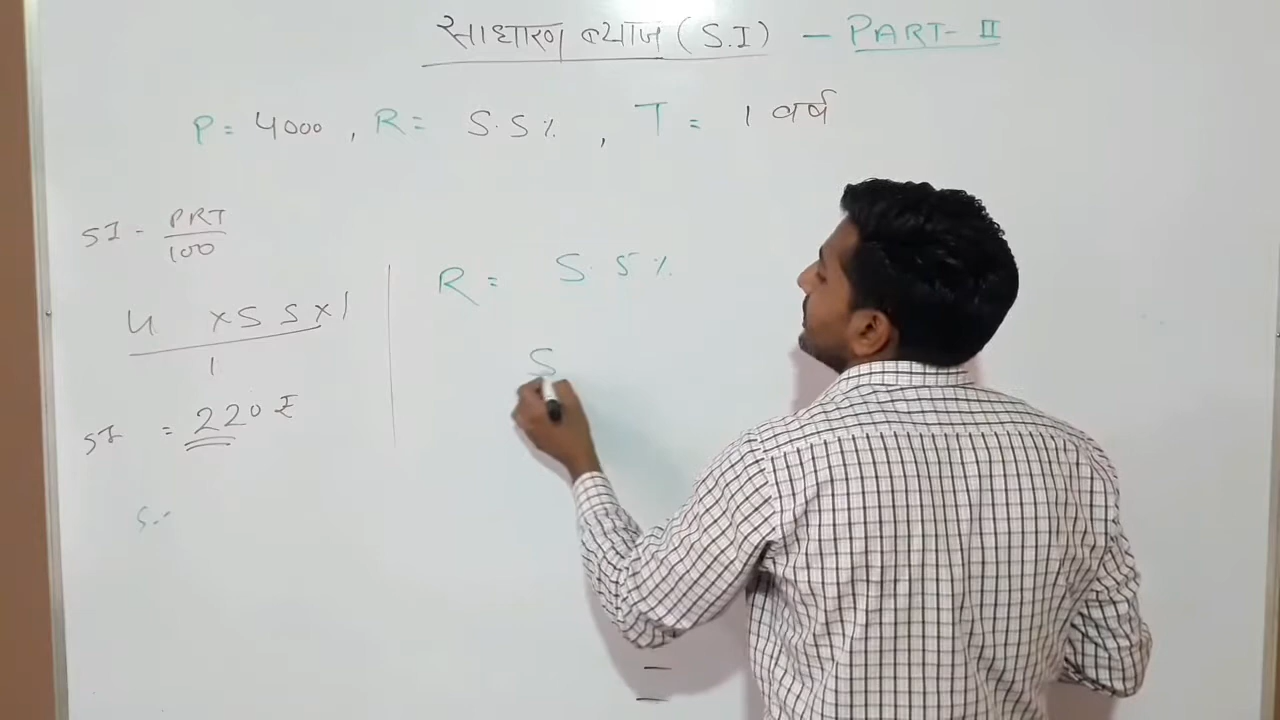 साधारण ब्याज (S.I) - PART- II
P = 4000 , R = 5.5% , T = 1 वर्ष
SI - PRT
100
4 x 5 5 x 1
1
SI = 220 ₹
R = 5.5%
S